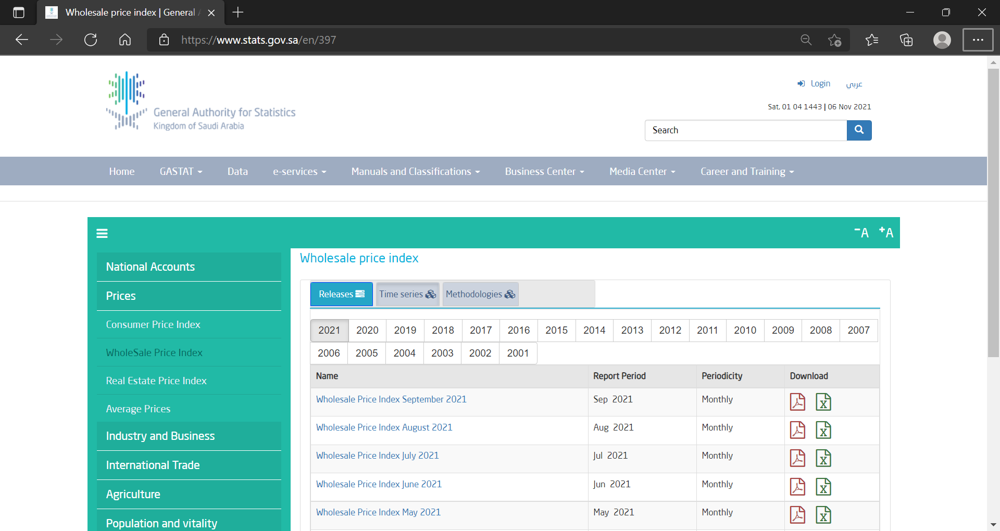 Wholesale price index | General
https://www.stats.gov.sa/en/397
Login عربي
Sat, 01 04 1443 | 06 Nov 2021
General Authority for Statistics
Kingdom of Saudi Arabia
Search
Home GASTAT Data e-services Manuals and Classifications Business Center Media Center Career and Training
-A +A
National Accounts
Prices
Consumer Price Index
WholeSale Price Index
Real Estate Price Index
Average Prices
Industry and Business
International Trade
Agriculture
Population and vitality
Wholesale price index
Releases Time series Methodologies
2021 2020 2019 2018 2017 2016 2015 2014 2013 2012 2011 2010 2009 2008 2007
2006 2005 2004 2003 2002 2001
Name Report Period Periodicity Download
Wholesale Price Index September 2021 Sep 2021 Monthly
Wholesale Price Index August 2021 Aug 2021 Monthly
Wholesale Price Index July 2021 Jul 2021 Monthly
Wholesale Price Index June 2021 Jun 2021 Monthly
Wholesale Price Index May 2021 May 2021 Monthly